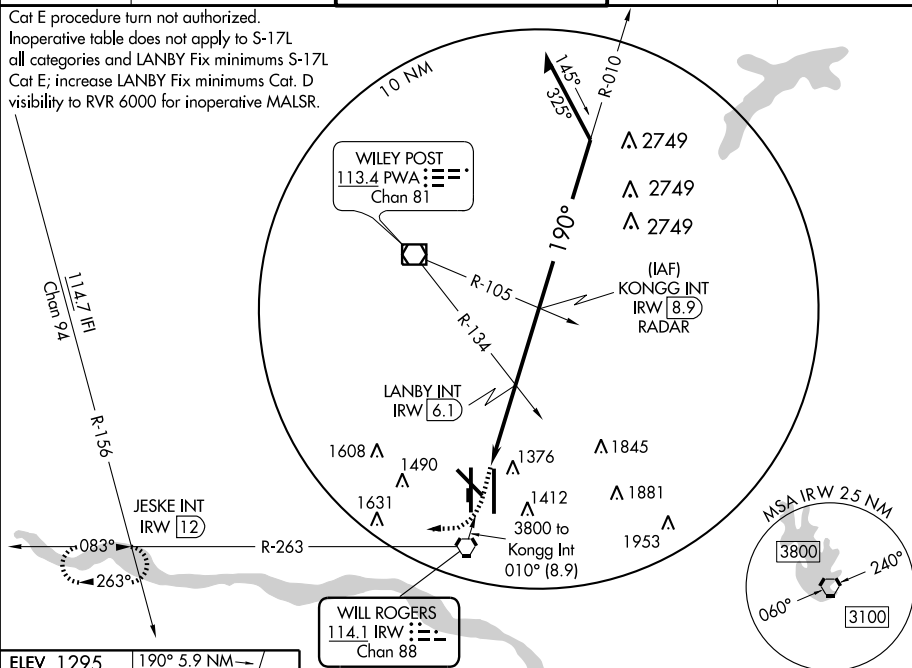 Cat E procedure turn not authorized.
Inoperative table does not apply to S-17L
all categories and LANBY Fix minimums S-17L
Cat E; increase LANBY Fix minimums Cat. D
visibility to RVR 6000 for inoperative MALSR.
10 NM
145°
325°
R-010
2749
2749
2749
WILEY POST
113.4 PWA
Chan 81
190°
R-105
R-134
(IAF)
KONGG INT
IRW 8.9
RADAR
114.7 IFI
Chan 94
R-156
LANBY INT
IRW 6.1
1608
1490
1631
1376
1412
1845
1881
1953
3800 to
Kongg Int
010° (8.9)
JESKE INT
IRW 12
083°
263°
R-263
WILL ROGERS
114.1 IRW
Chan 88
MSA IRW 25 NM
3800
240°
060°
3100
ELEV 1295
190° 5.9 NM